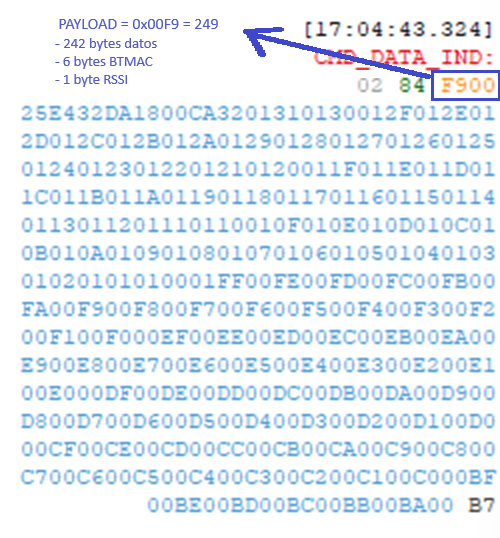 PAYLOAD = 0x00F9 = 249
- 242 bytes datos
- 6 bytes BTMAC
- 1 byte RSSI
[17:04:43.324]
CMD_DATA_IND:
02 84 F900
25E432DA1800CA3201310130012F012E01
2D012C012B012A01290128012701260125
01240123012201210120011F011E011D01
1C011B011A011901180117011601150114
0113011201110110010F010E010D010C01
0B010A0109010801070106010501040103
01020101010001FF00FE00FD00FC00FB00
FA00F900F800F700F600F500F400F300F2
00F100F000EF00EE00ED00EC00EB00EA00
E900E800E700E600E500E400E300E200E1
00E000DF00DE00DD00DC00DB00DA00D900
D800D700D600D500D400D300D200D100D0
00CF00CE00CD00CC00CB00CA00C900C800
C700C600C500C400C300C200C100C000BF
00BE00BD00BC00BB00BA00 B7